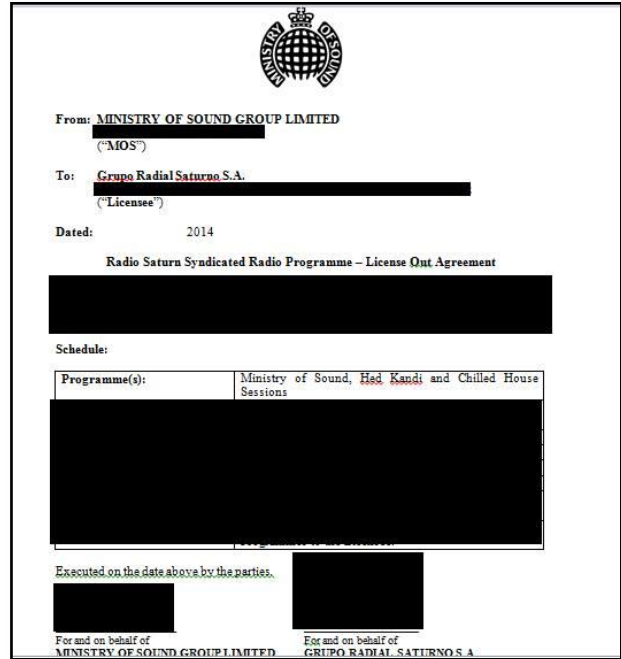 MINISTRY OF SOUND
From: MINISTRY OF SOUND GROUP LIMITED
("MOS")
To: Grupo Radial Saturno S.A.
("Licensee")
Dated: 2014
Radio Saturn Syndicated Radio Programme – License Out Agreement
Schedule:
Programme(s): Ministry of Sound, Hed Kandi and Chilled House
Sessions
Executed on the date above by the parties.
For and on behalf of For and on behalf of
MINISTRY OF SOUND GROUP LIMITED GRUPO RADIAL SATURNO S.A